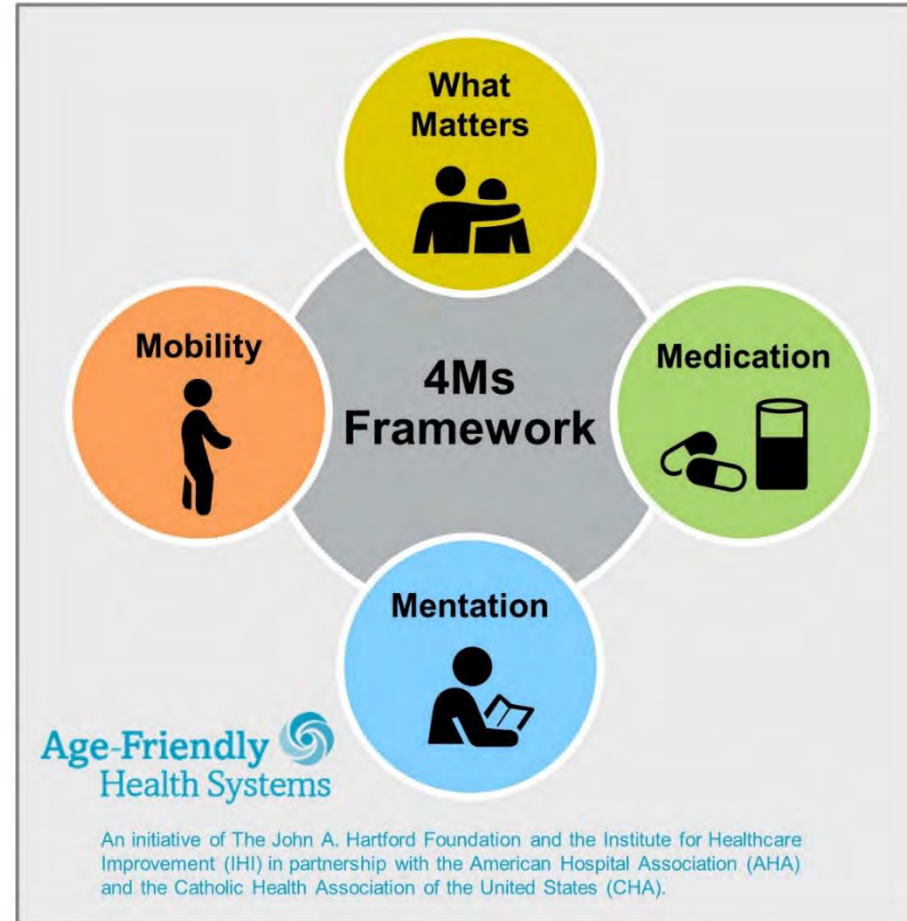 What
Matters
Mobility
4Ms
Framework
Medication
Mentation
Age-Friendly
Health Systems
An initiative of The John A. Hartford Foundation and the Institute for Healthcare
Improvement (IHI) in partnership with the American Hospital Association (AHA)
and the Catholic Health Association of the United States (CHA).